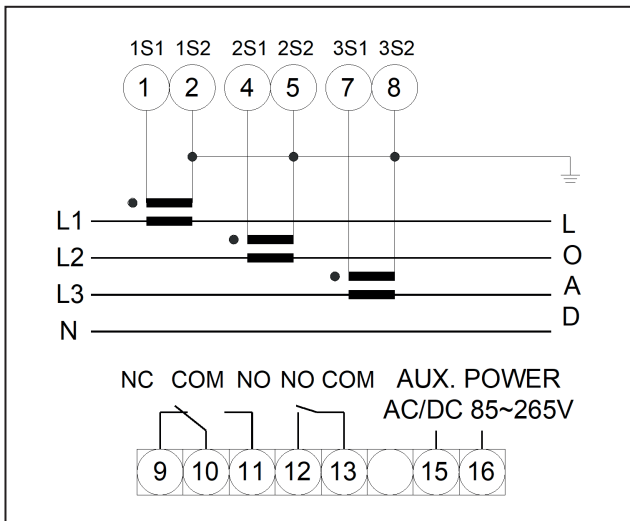 1S1 1S2 2S1 2S2 3S1 3S2
1 2 4 5 7 8
L1 L
L2 O
L3 A
N D
NC COM NO NO COM AUX. POWER
AC/DC 85~265V
9 10 11 12 13 15 16